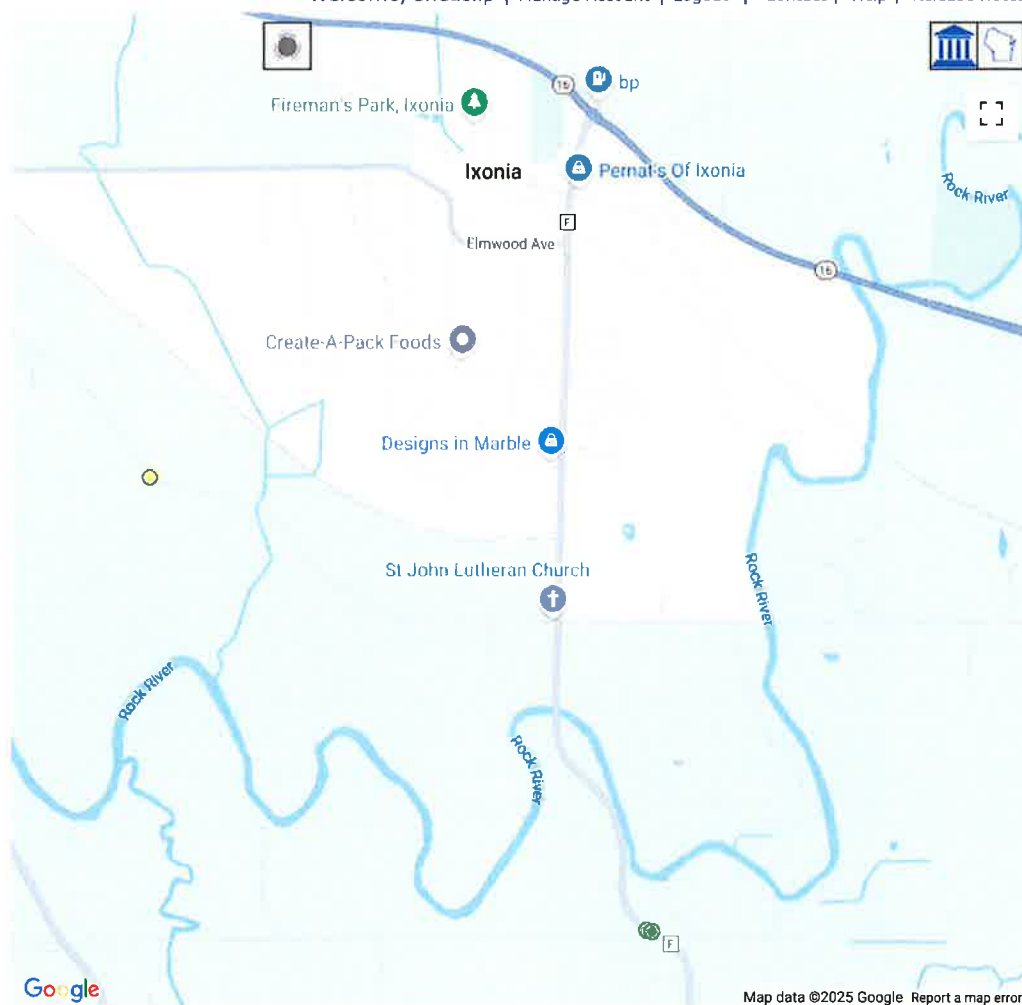 Manage Account
16
bp
Fireman's Park, Ixonia
Ixonia
Pernat's Of Ixonia
Rock River
F
Elmwood Ave
16
Create-A-Pack Foods
Designs in Marble
St John Lutheran Church
Rock River
Rock River
Rock River
F
Google
Map data ©2025 Google Report a map error